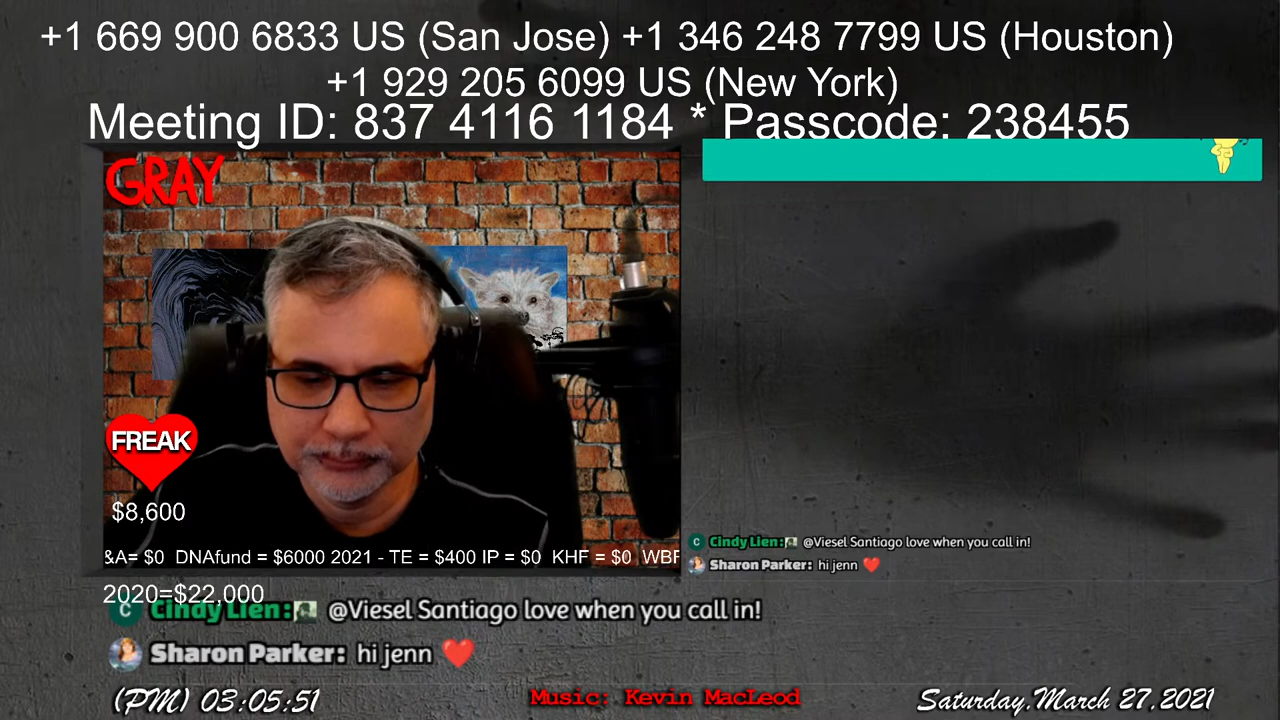 +1 669 900 6833 US (San Jose) +1 346 248 7799 US (Houston)
+1 929 205 6099 US (New York)
Meeting ID: 837 4116 1184 * Passcode: 238455
GRAY
FREAK
$8,600
&A= $0 DNAfund = $6000 2021 - TE = $400 IP = $0 KHF = $0 WBF
C Cindy Lien: @Viesel Santiago love when you call in!
Sharon Parker: hi jenn ❤️
2020=$22,000
C Cindy Lien: @Viesel Santiago love when you call in!
Sharon Parker: hi jenn ❤️
(PM) 03:05:51
Music: Kevin MacLeod
Saturday,March 27,2021